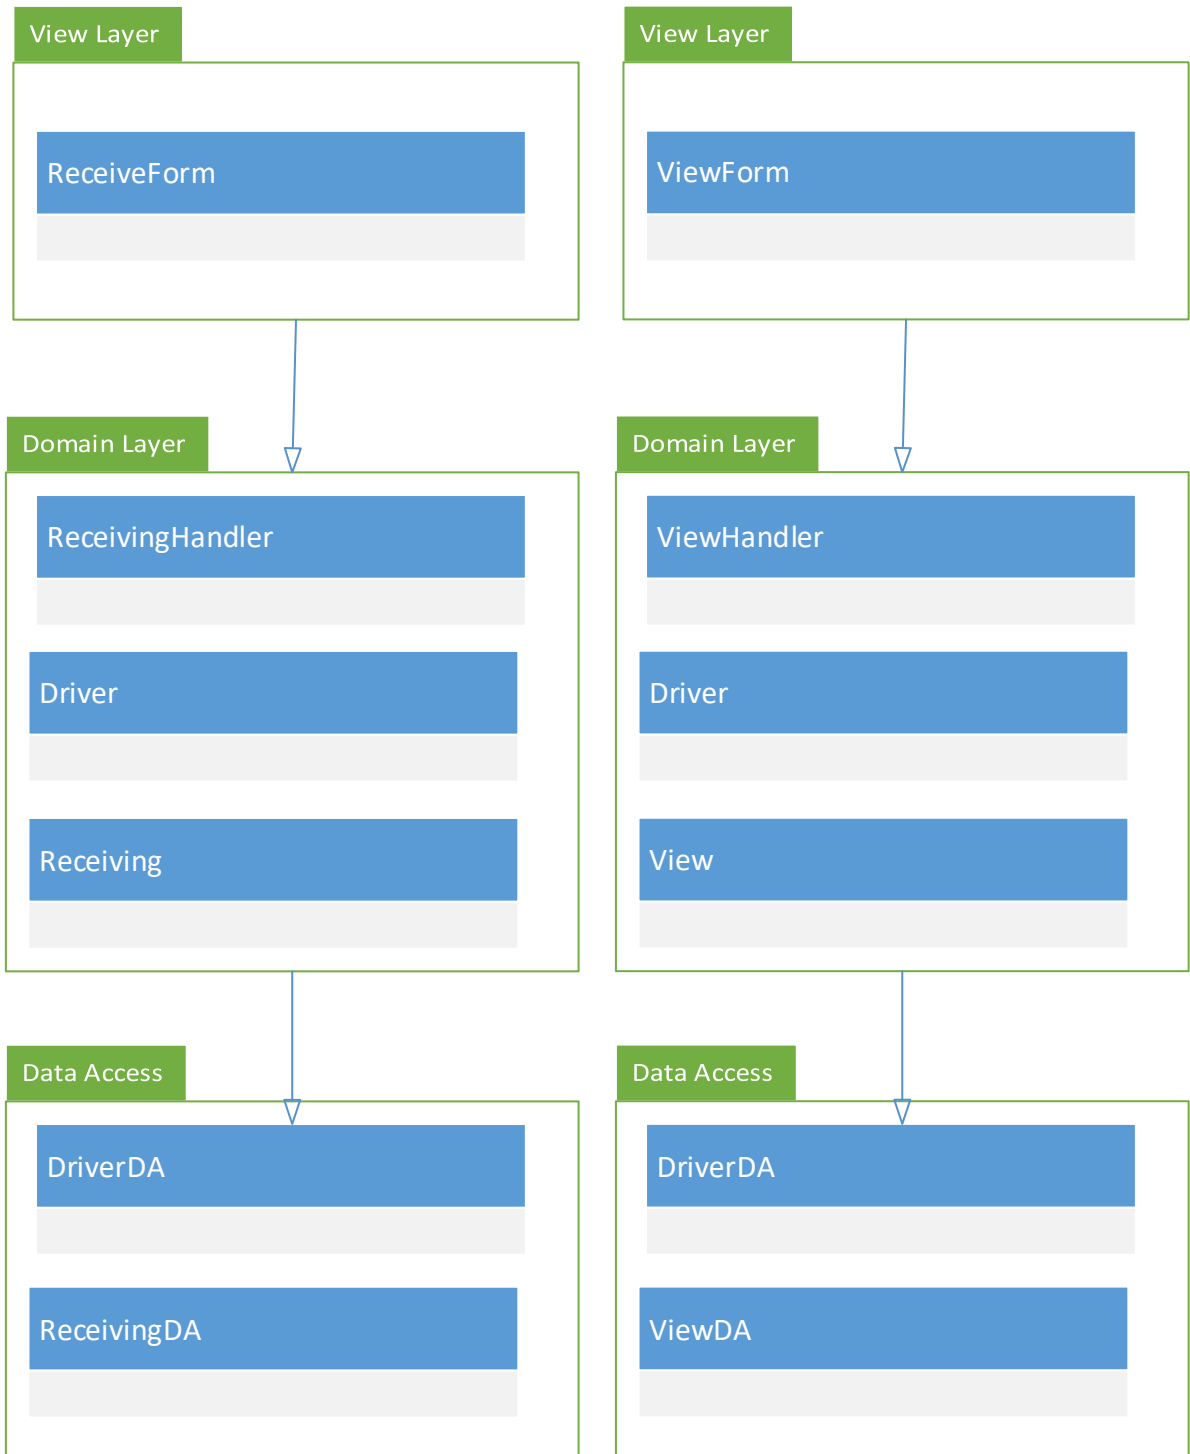 View Layer
ReceiveForm
Domain Layer
ReceivingHandler
Driver
Receiving
Data Access
DriverDA
ReceivingDA
View Layer
ViewForm
Domain Layer
ViewHandler
Driver
View
Data Access
DriverDA
ViewDA